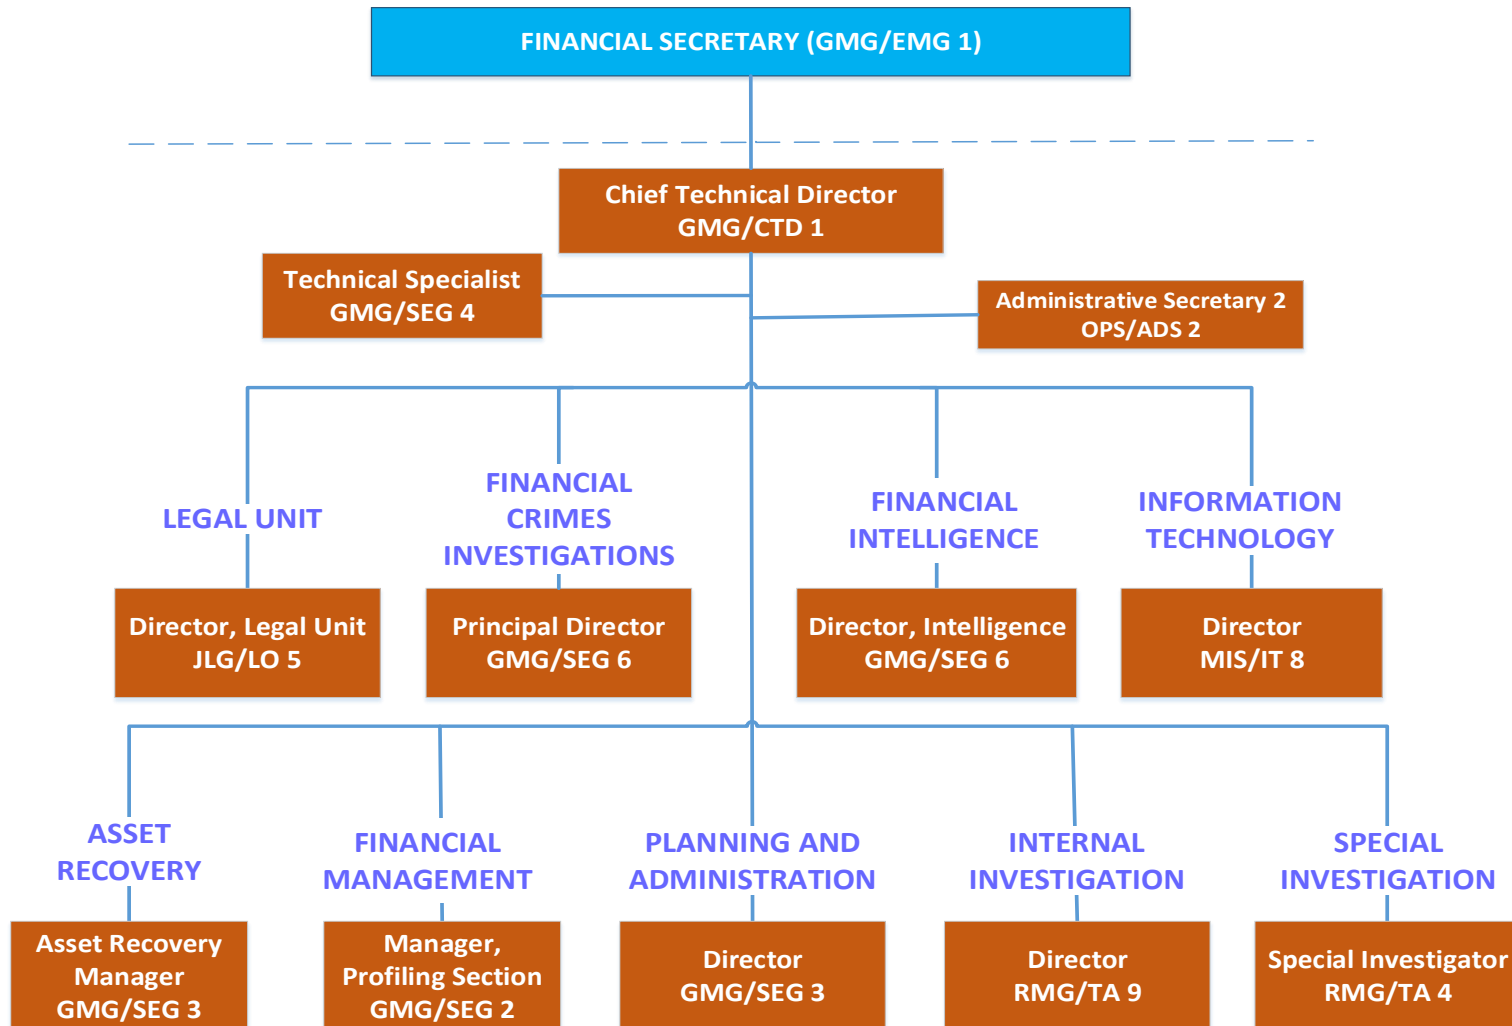 FINANCIAL SECRETARY (GMG/EMG 1)
Chief Technical Director
GMG/CTD 1
Technical Specialist
GMG/SEG 4
Administrative Secretary 2
OPS/ADS 2
LEGAL UNIT
FINANCIAL
CRIMES
INVESTIGATIONS
FINANCIAL
INTELLIGENCE
INFORMATION
TECHNOLOGY
Director, Legal Unit
JLG/LO 5
Principal Director
GMG/SEG 6
Director, Intelligence
GMG/SEG 6
Director
MIS/IT 8
ASSET
RECOVERY
FINANCIAL
MANAGEMENT
PLANNING AND
ADMINISTRATION
INTERNAL
INVESTIGATION
SPECIAL
INVESTIGATION
Asset Recovery
Manager
GMG/SEG 3
Manager,
Profiling Section
GMG/SEG 2
Director
GMG/SEG 3
Director
RMG/TA 9
Special Investigator
RMG/TA 4